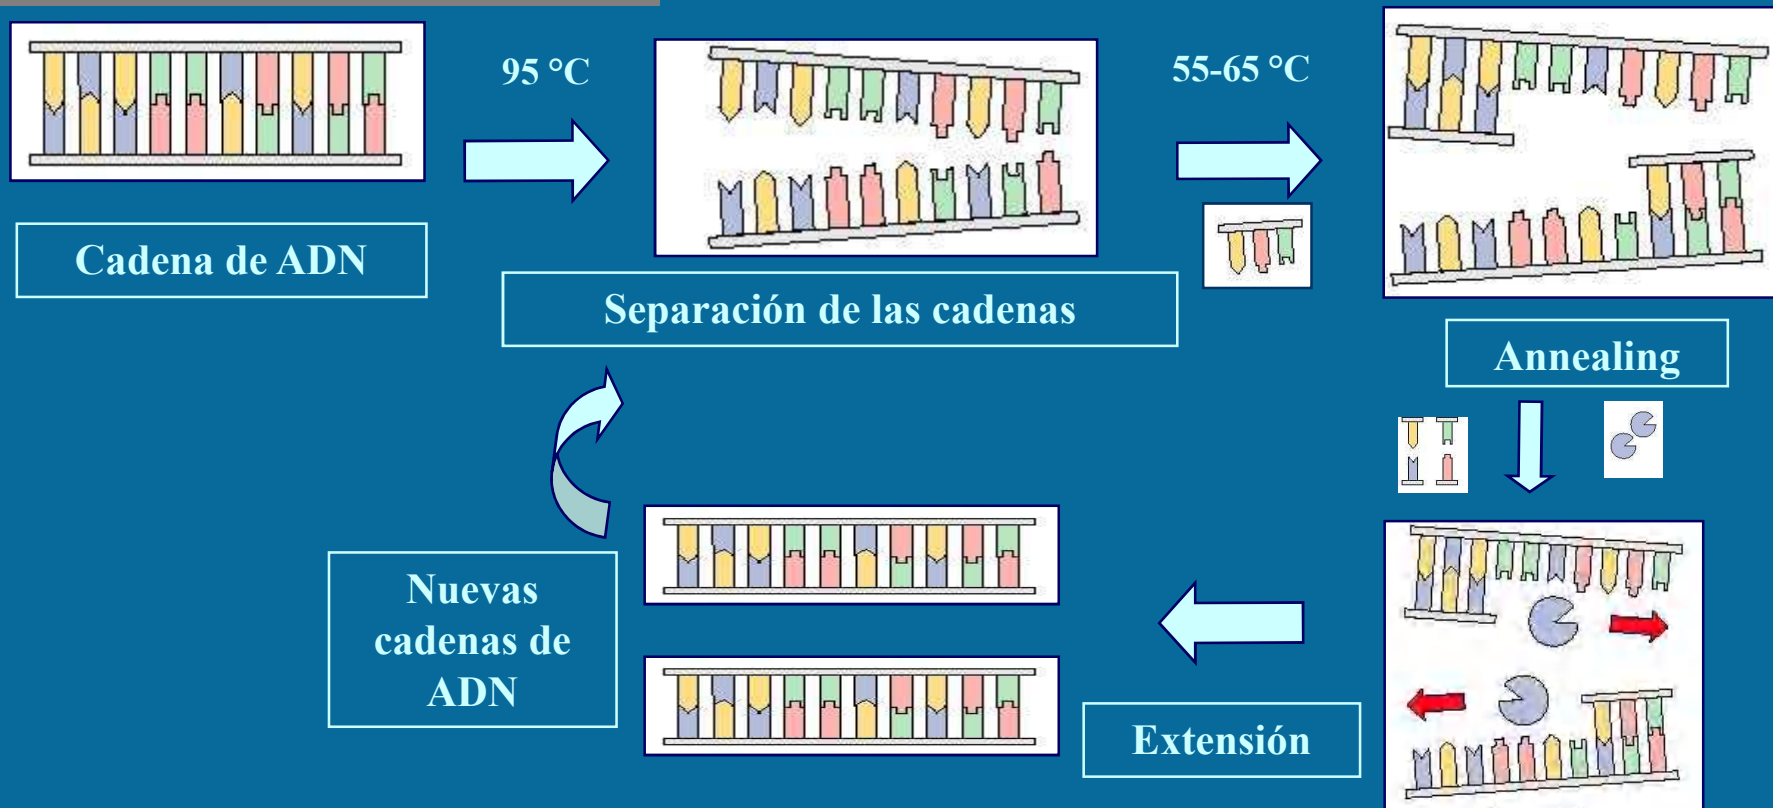 95 °C
55-65 °C
Cadena de ADN
Separación de las cadenas
Annealing
Nuevas
cadenas de
ADN
Extensión